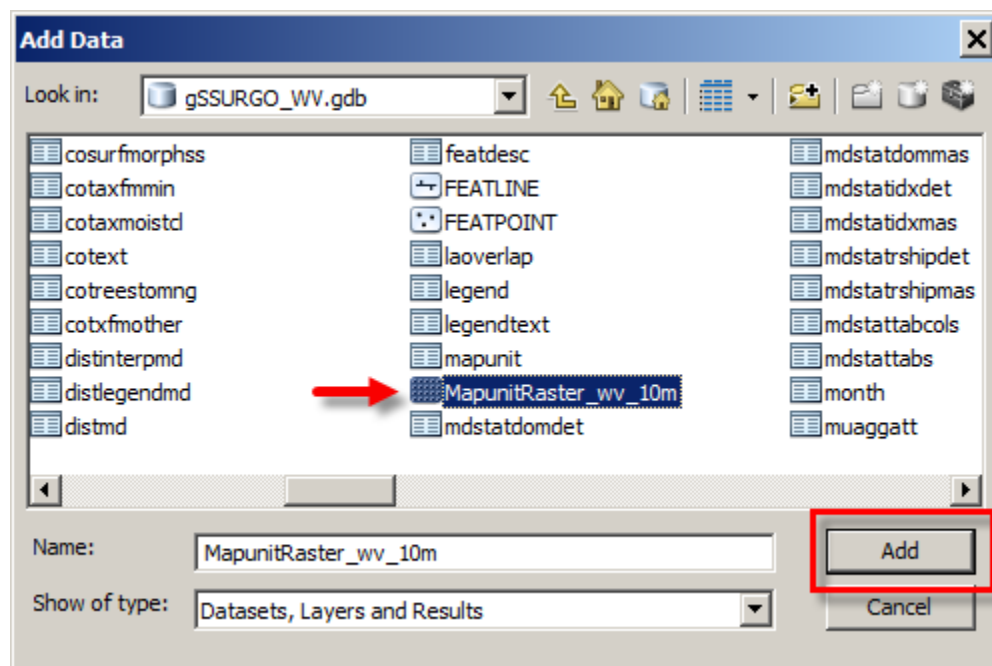 Add Data
Look in: gSSURGO_WV.gdb
cosurfmorphss
cotaxfmmin
cotaxmoistcl
cotext
cotreestomng
cotxfmother
distinterpmd
distlegendmd
distmd
featdesc
FEATLINE
FEATPOINT
laoverlap
legend
legendtext
mapunit
MapunitRaster_wv_10m
mdstatdomdet
mdstatdommas
mdstatidxdet
mdstatidxmas
mdstatrshipdet
mdstatrshipmas
mdstattabcols
mdstattabs
month
muaggatt
Name: MapunitRaster_wv_10m
Add
Show of type: Datasets, Layers and Results
Cancel